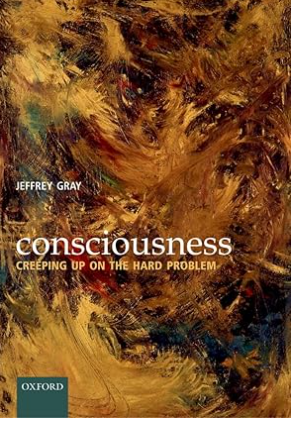 JEFFREY GRAY
consciousness
CREEPING UP ON THE HARD PROBLEM
OXFORD